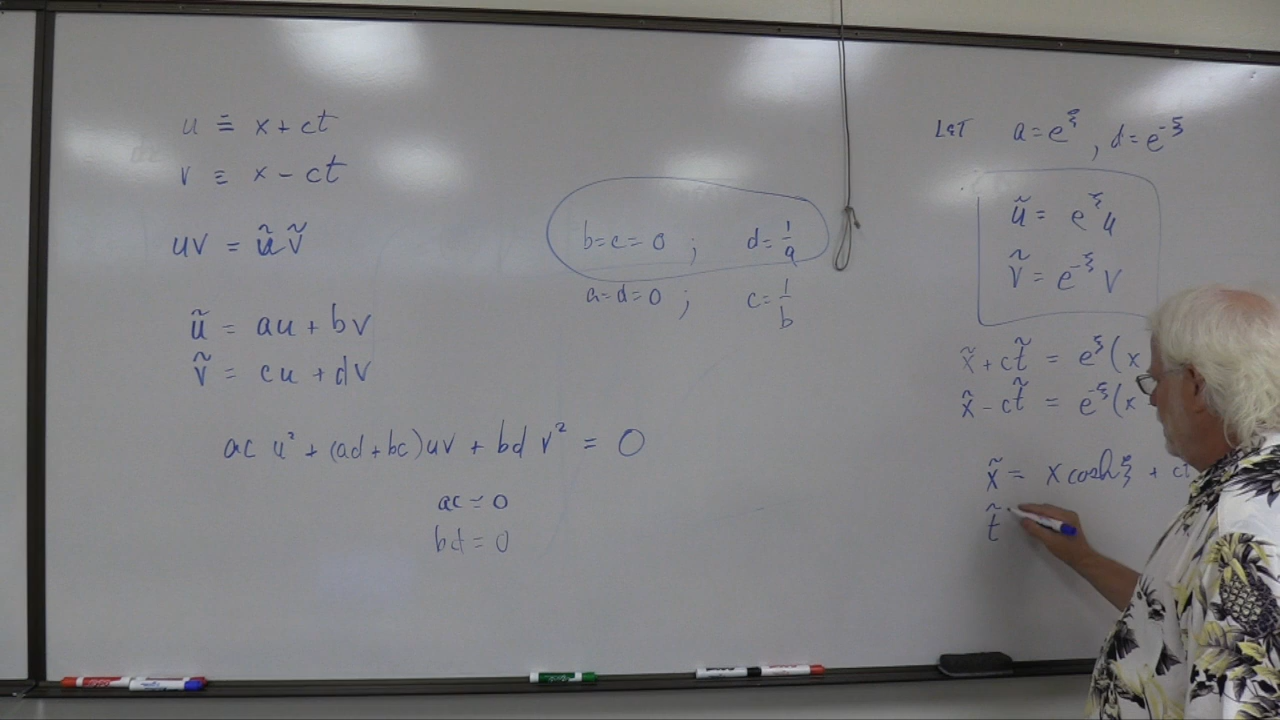 u ≡ x + ct
v ≡ x - ct
uv = ũṽ
ũ = au + bv
ṽ = cu + dv
ac u² + (ad + bc)uv + bd v² = 0
ac = 0
bd = 0
b = c = 0 ; d = 1/a
a = d = 0 ; c = 1/b
LET a = e^ξ , d = e^-ξ
ũ = e^ξ u
ṽ = e^-ξ v
x̃ + ct̃ = e^ξ(x
x̃ - ct̃ = e^-ξ(x
x̃ = x cosh ξ + ct
t̃